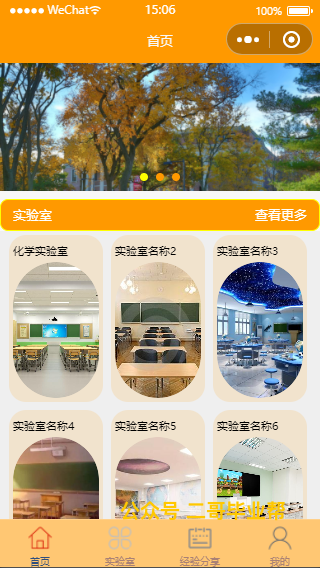 WeChat 15:06 100%
首页
实验室 查看更多
化学实验室 实验室名称2 实验室名称3
实验室名称4 实验室名称5 实验室名称6
公众号 二哥毕业帮
首页 实验室 经验分享 我的